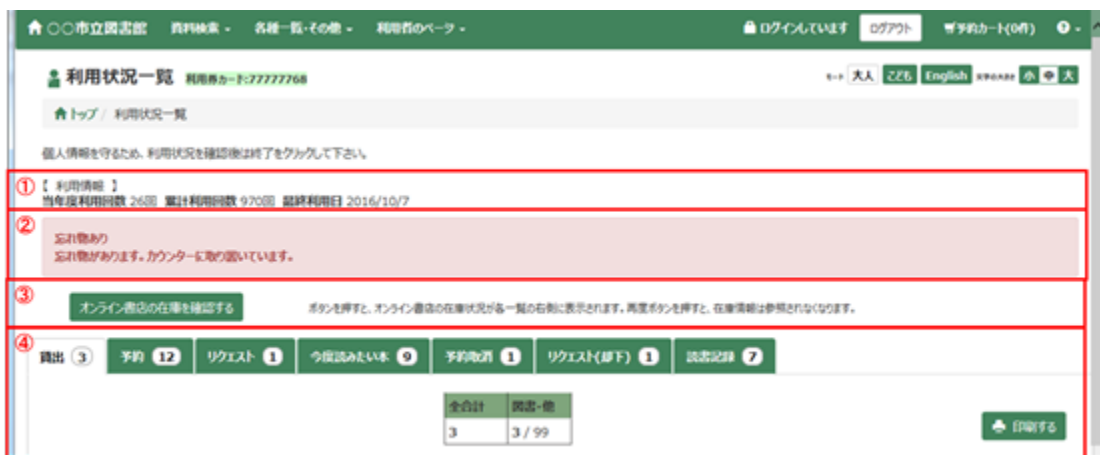 ○○市立図書館 資料検索 各種一覧・その他 利用者のページ ログインしています ログアウト 予約カート(0件)
利用状況一覧 利用券カード:77777768 モード 大人 こども English 文字の大きさ 小 中 大
トップ / 利用状況一覧
個人情報を守るため、利用状況を確認後は終了をクリックして下さい。
① 【 利用情報 】
当年度利用回数 26回 累計利用回数 970回 最終利用日 2016/10/7
② 忘れ物あり
忘れ物があります。カウンターに取り置いています。
③ オンライン書店の在庫を確認する ボタンを押すと、オンライン書店の在庫状況が各一覧の右側に表示されます。再度ボタンを押すと、在庫情報は参照されなくなります。
④ 貸出 3 予約 12 リクエスト 1 今度読みたい本 9 予約取消 1 リクエスト(却下) 1 読書記録 7
全合計 図書・他
3 3 / 99
印刷する